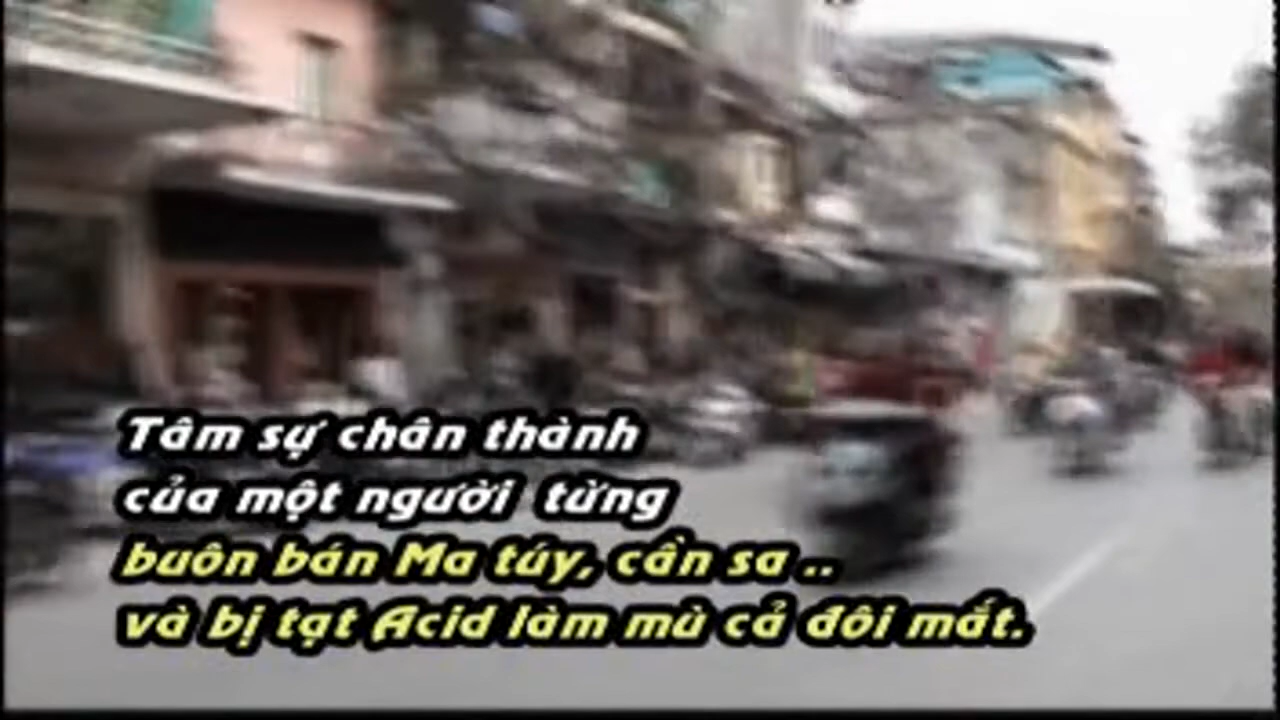 Tâm sự chân thành
của một người từng
buôn bán Ma túy, cần sa ..
và bị tạt Acid làm mù cả đôi mắt.